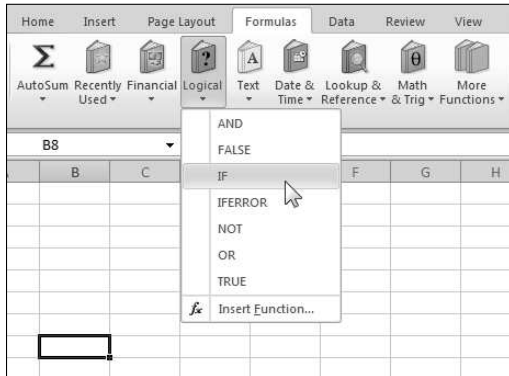 Home Insert Page Layout Formulas Data Review View
Σ ? A θ
AutoSum Recently Used Financial Logical Text Date & Time Lookup & Reference Math & Trig More Functions
B8
B C F G H
AND
FALSE
IF
IFERROR
NOT
OR
TRUE
fx Insert Function...